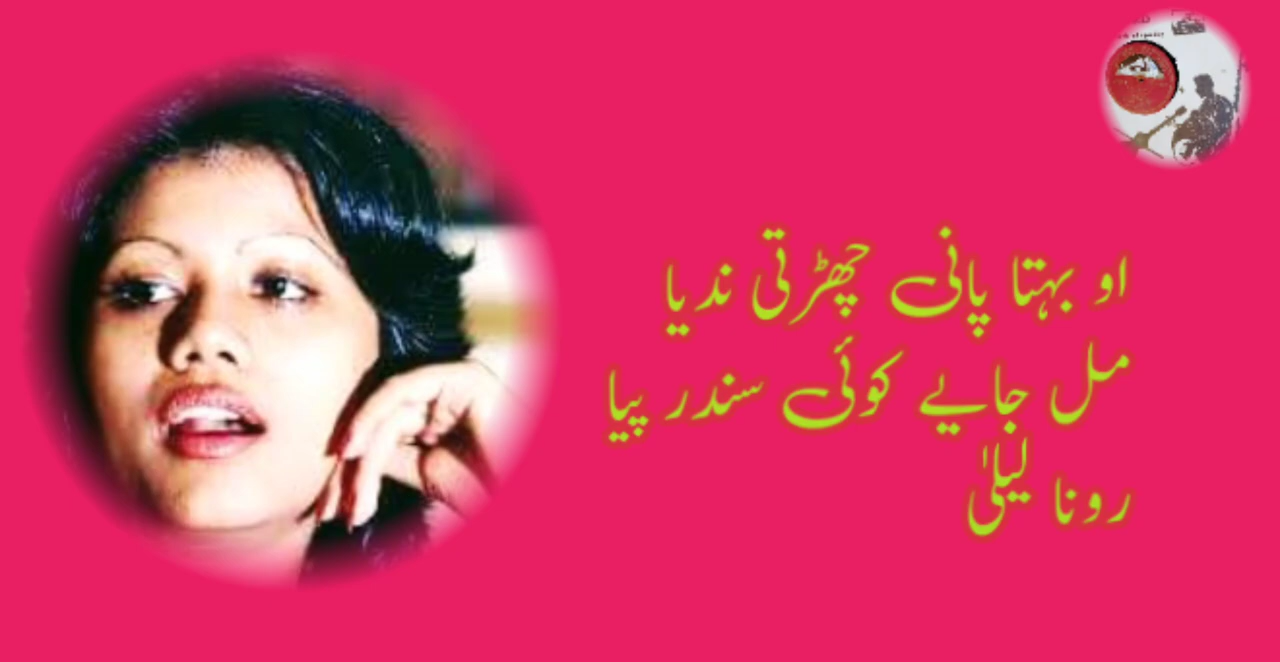 او بہتا پانی چھڑتی ندیا
مل جایے کوئی سندر پیا
رونا لیلیٰ